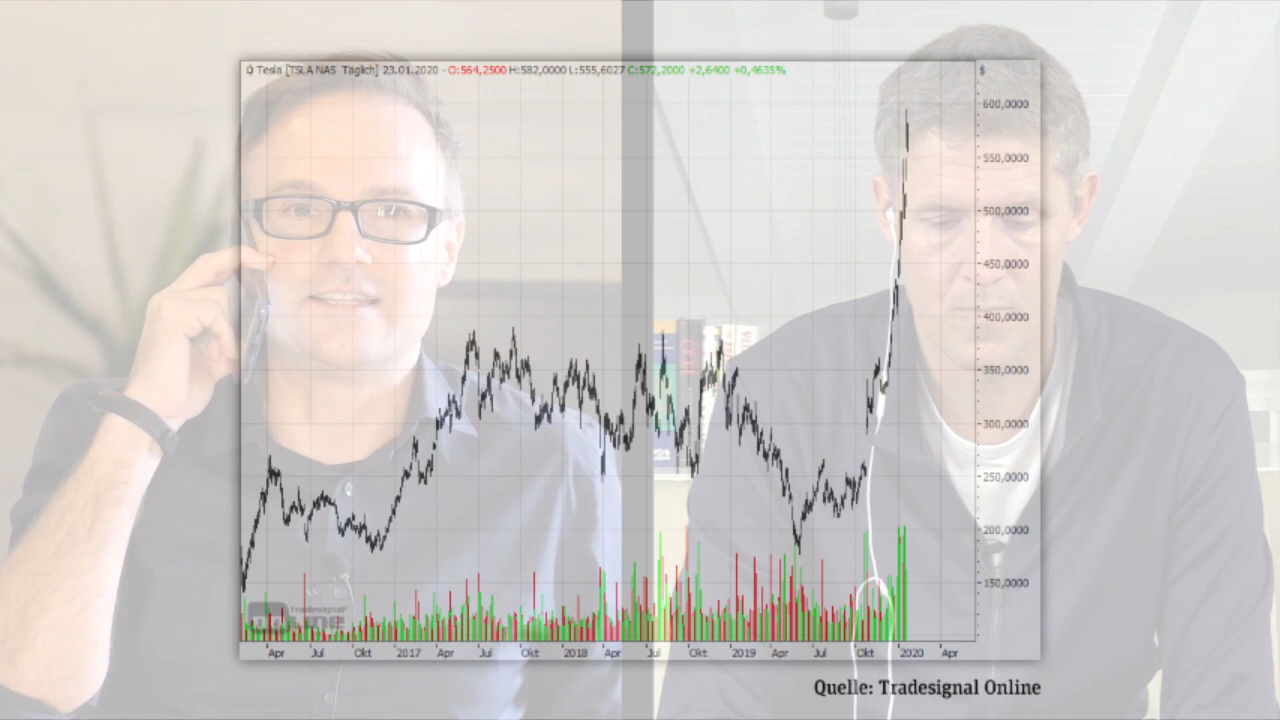 Tesla [TSLA NAS Täglich] 23.01.2020 - O:564,2500 H:582,0000 L:555,6027 C:572,2000 +2,6400 +0,4635%
$
600,0000
550,0000
500,0000
450,0000
400,0000
350,0000
300,0000
250,0000
200,0000
150,0000
Tradesignal®
online
Apr Jul Okt 2017 Apr Jul Okt 2018 Apr Jul Okt 2019 Apr Jul Okt 2020 Apr
Quelle: Tradesignal Online